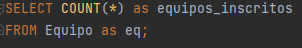 SELECT COUNT(*) as equipos_inscritos
FROM Equipo as eq;